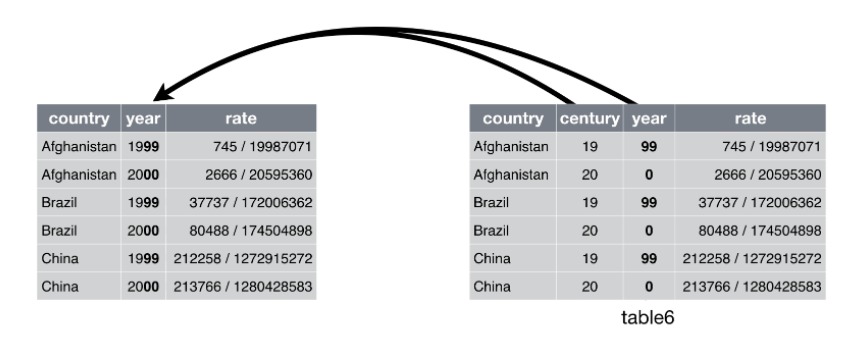 country year rate
Afghanistan 1999 745 / 19987071
Afghanistan 2000 2666 / 20595360
Brazil 1999 37737 / 172006362
Brazil 2000 80488 / 174504898
China 1999 212258 / 1272915272
China 2000 213766 / 1280428583
country century year rate
Afghanistan 19 99 745 / 19987071
Afghanistan 20 0 2666 / 20595360
Brazil 19 99 37737 / 172006362
Brazil 20 0 80488 / 174504898
China 19 99 212258 / 1272915272
China 20 0 213766 / 1280428583
table6